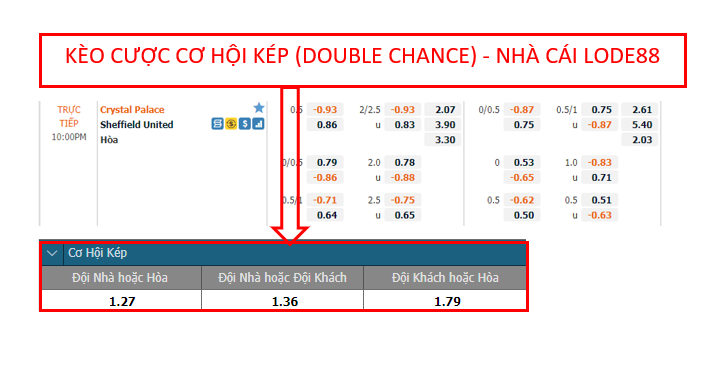 KÈO CƯỢC CƠ HỘI KÉP (DOUBLE CHANCE) - NHÀ CÁI LODE88
TRỰC Crystal Palace 0.5 -0.93 2/2.5 -0.93 2.07 0/0.5 -0.87 0.5/1 0.75 2.61
TIẾP Sheffield United 0.86 u 0.83 3.90 0.75 u -0.87 5.40
10:00PM Hòa 3.30 2.03
0/0.5 0.79 2.0 0.78 0 0.53 1.0 -0.83
-0.86 u -0.88 -0.65 u 0.71
0.5/1 -0.71 2.5 -0.75 0.5 -0.62 0.5 0.51
0.64 u 0.65 0.50 u -0.63
Cơ Hội Kép
Đội Nhà hoặc Hòa Đội Nhà hoặc Đội Khách Đội Khách hoặc Hòa
1.27 1.36 1.79